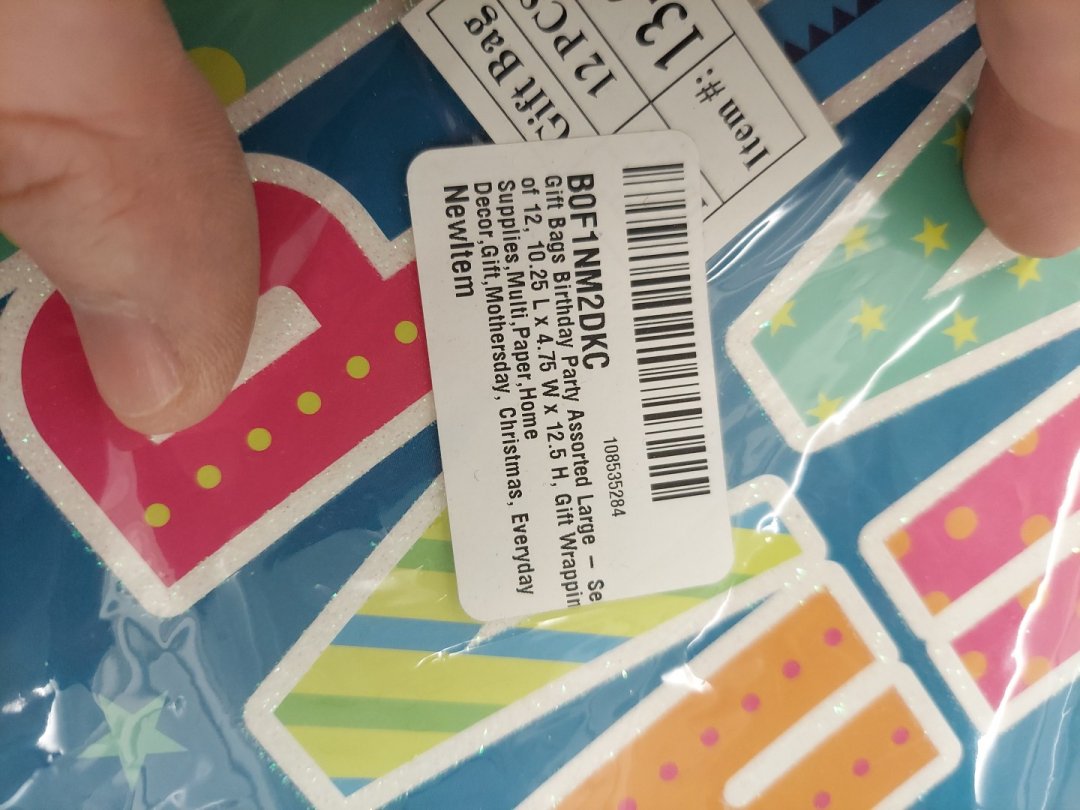 Gift Bag
12 PCS
13.
Item #:
108535284
B0F1NM2DKC
Gift Bags Birthday Party Assorted Large – Se
of 12, 10.25 L x 4.75 W x 12.5 H, Gift Wrappin
Supplies,Multi,Paper,Home
Decor,Gift,Mothersday, Christmas, Everyday
NewItem